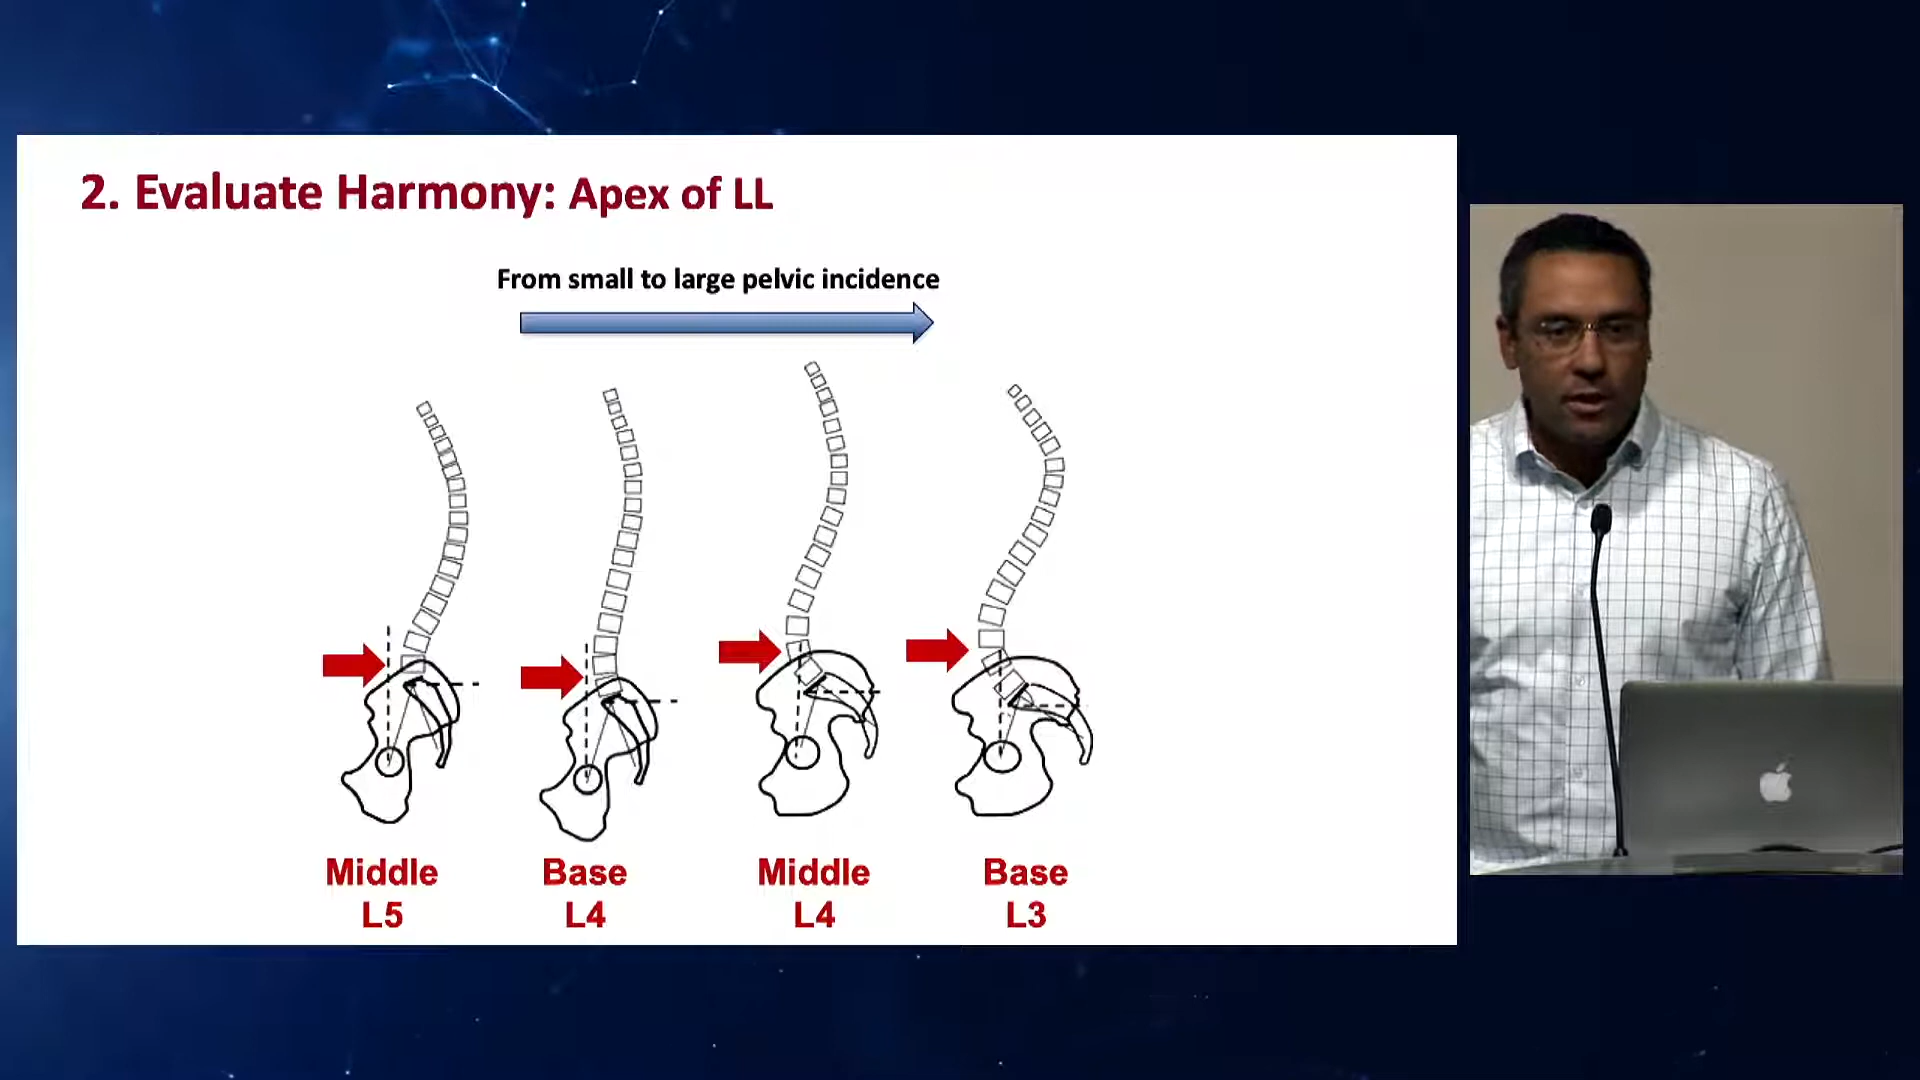 2. Evaluate Harmony: Apex of LL
From small to large pelvic incidence
Middle
L5
Base
L4
Middle
L4
Base
L3